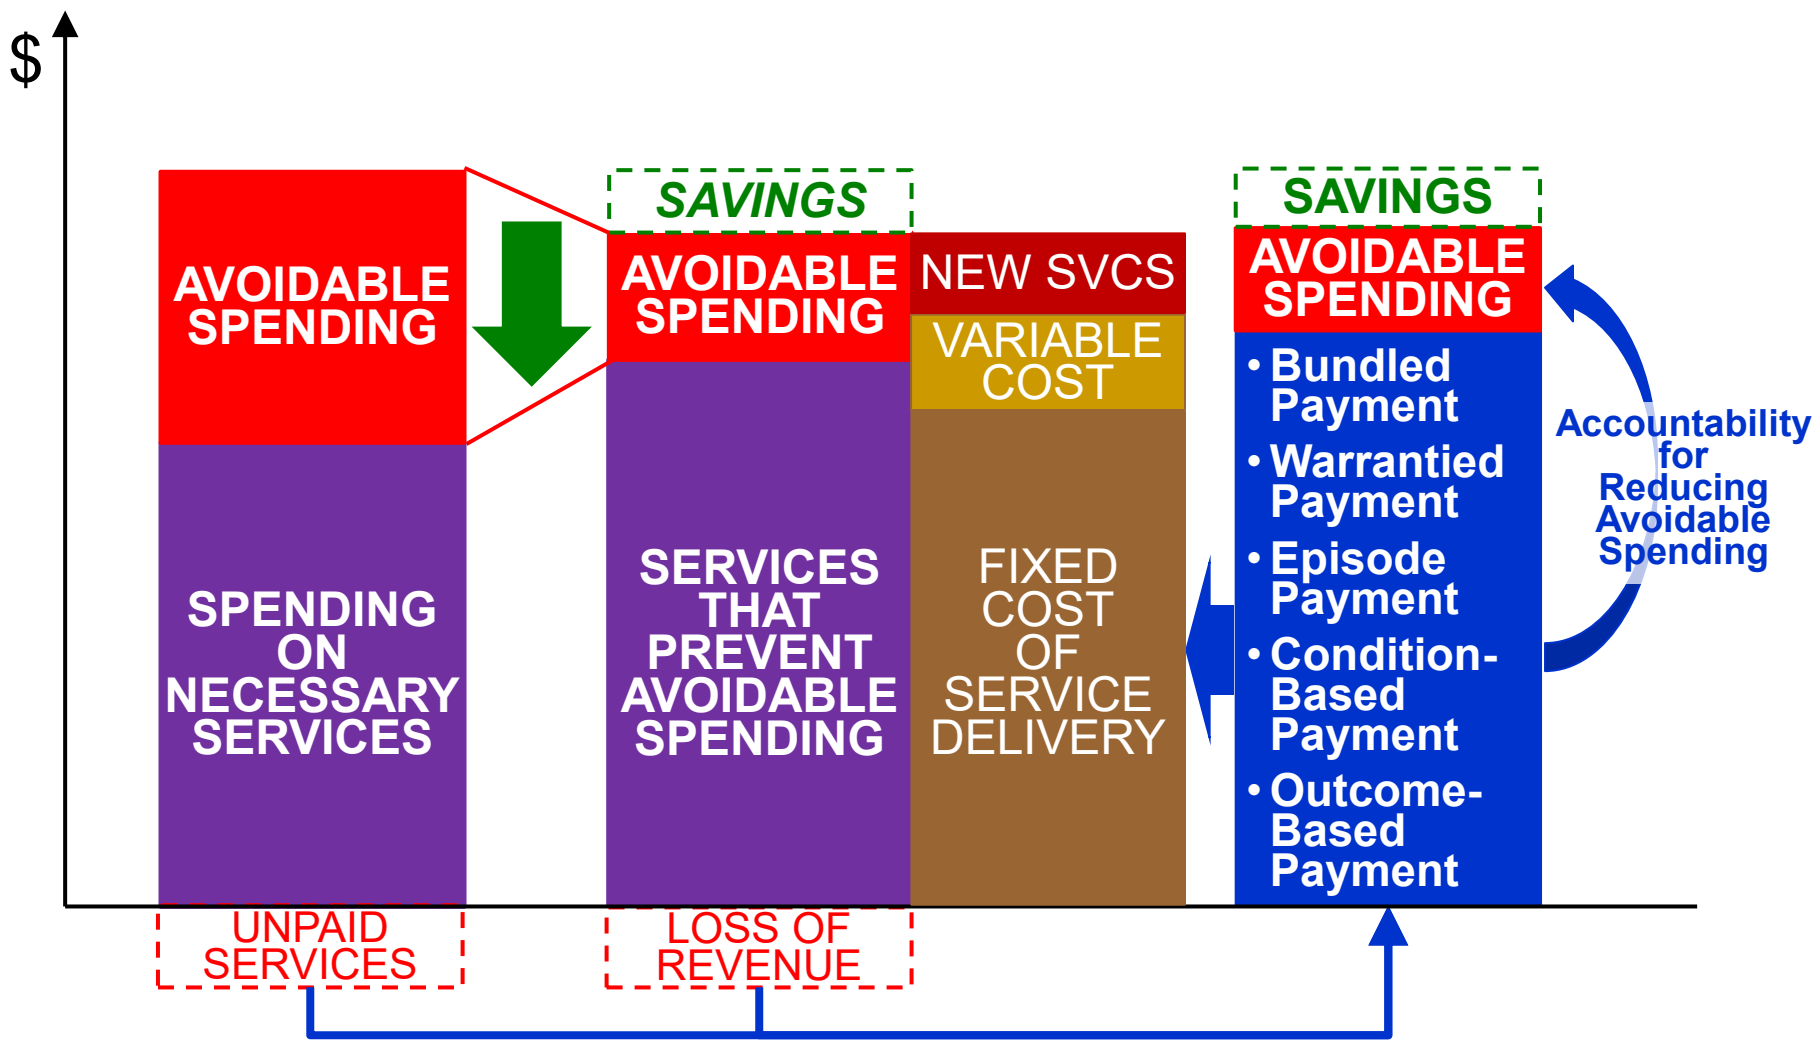 $
AVOIDABLE
SPENDING
SPENDING
ON
NECESSARY
SERVICES
UNPAID
SERVICES
SAVINGS
AVOIDABLE
SPENDING
SERVICES
THAT
PREVENT
AVOIDABLE
SPENDING
LOSS OF
REVENUE
NEW SVCS
VARIABLE
COST
FIXED
COST
OF
SERVICE
DELIVERY
SAVINGS
AVOIDABLE
SPENDING
• Bundled
Payment
• Warrantied
Payment
• Episode
Payment
• Condition-
Based
Payment
• Outcome-
Based
Payment
Accountability
for
Reducing
Avoidable
Spending